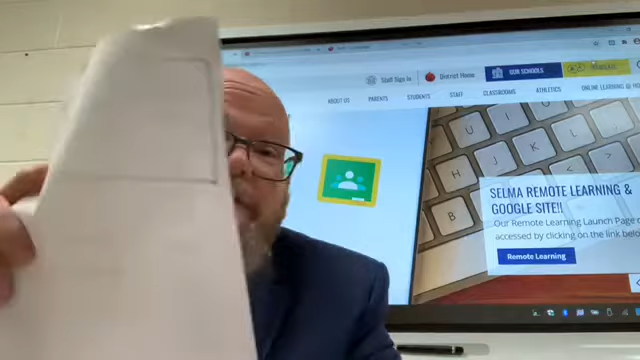 Staff Sign In
District Home
OUR SCHOOLS
ABOUT US
PARENTS
STUDENTS
STAFF
CLASSROOMS
ATHLETICS
ONLINE LEARNING @ HO
U I
H J K L
B
SELMA REMOTE LEARNING &
GOOGLE SITE!!
Our Remote Learning Launch Page c
accessed by clicking on the link belo
Remote Learning